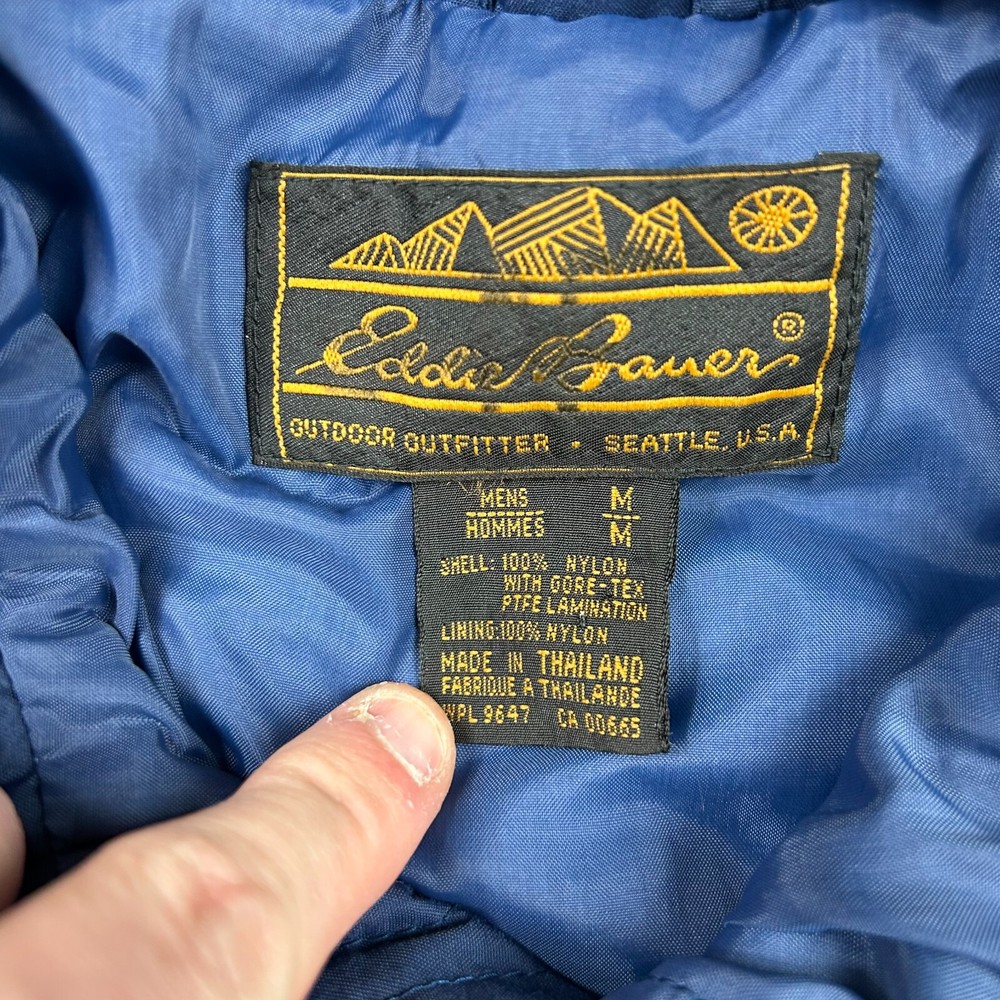 Eddie Bauer ®
OUTDOOR OUTFITTER • SEATTLE, U.S.A.
MENS M
HOMMES M
SHELL: 100% NYLON
WITH GORE-TEX
PTFE LAMINATION
LINING: 100% NYLON
MADE IN THAILAND
FABRIQUE A THAILANDE
WPL 9647 CA 00665